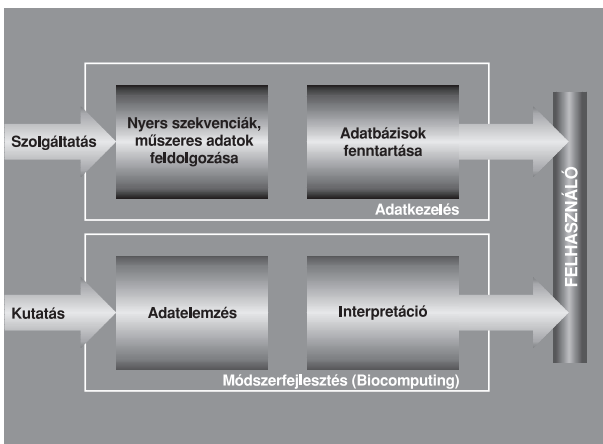 Szolgáltatás
Nyers szekvenciák,
műszeres adatok
feldolgozása
Adatbázisok
fenntartása
Adatkezelés
FELHASZNÁLÓ
Kutatás
Adatelemzés
Interpretáció
Módszerfejlesztés (Biocomputing)